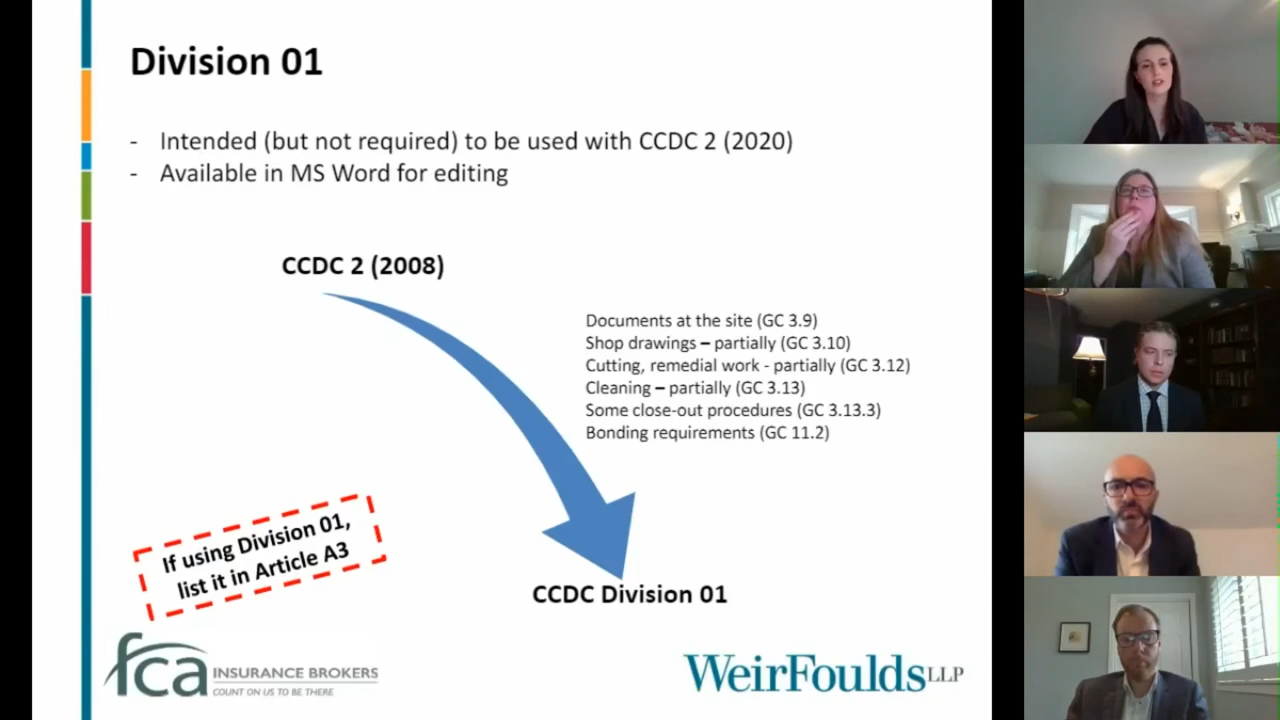 Division 01
- Intended (but not required) to be used with CCDC 2 (2020)
- Available in MS Word for editing
CCDC 2 (2008)
Documents at the site (GC 3.9)
Shop drawings – partially (GC 3.10)
Cutting, remedial work - partially (GC 3.12)
Cleaning – partially (GC 3.13)
Some close-out procedures (GC 3.13.3)
Bonding requirements (GC 11.2)
If using Division 01,
list it in Article A3
CCDC Division 01
fca INSURANCE BROKERS
COUNT ON US TO BE THERE
WeirFoulds LLP